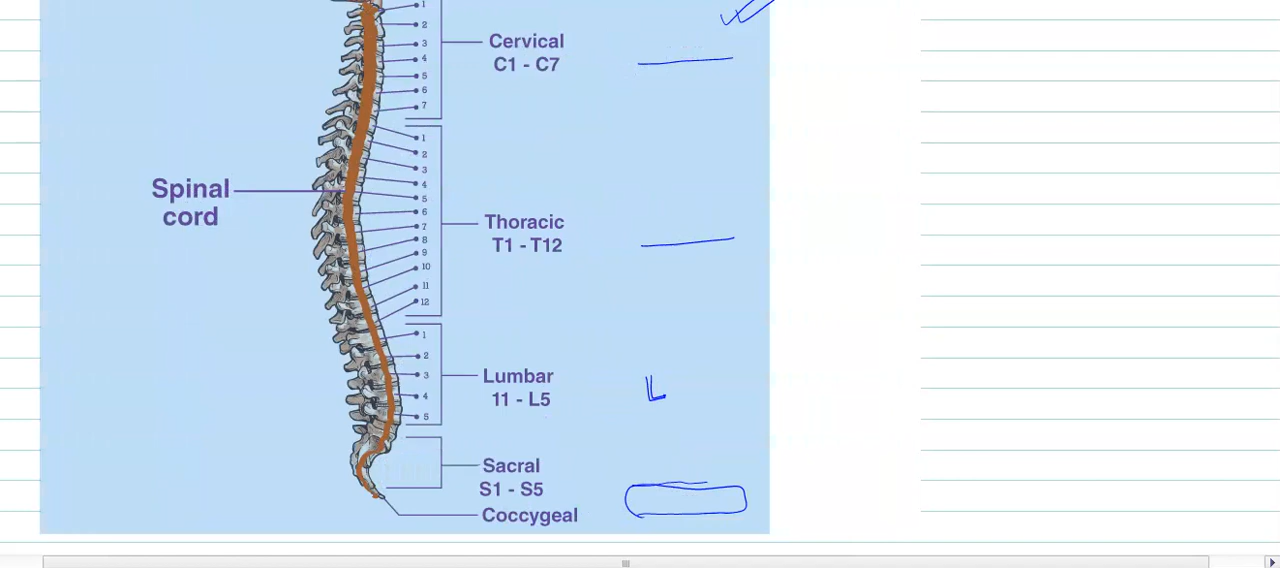 1
2
3
4
5
6
7
Cervical
C1 - C7
1
2
3
4
5
6
7
8
9
10
11
12
Spinal
cord
Thoracic
T1 - T12
1
2
3
4
5
Lumbar
11 - L5
L
Sacral
S1 - S5
Coccygeal